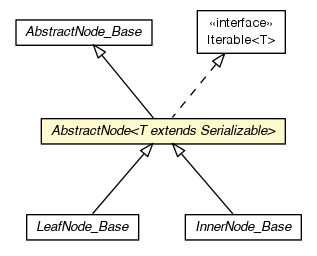 AbstractNode_Base
«interface»
Iterable<T>
AbstractNode<T extends Serializable>
LeafNode_Base
InnerNode_Base